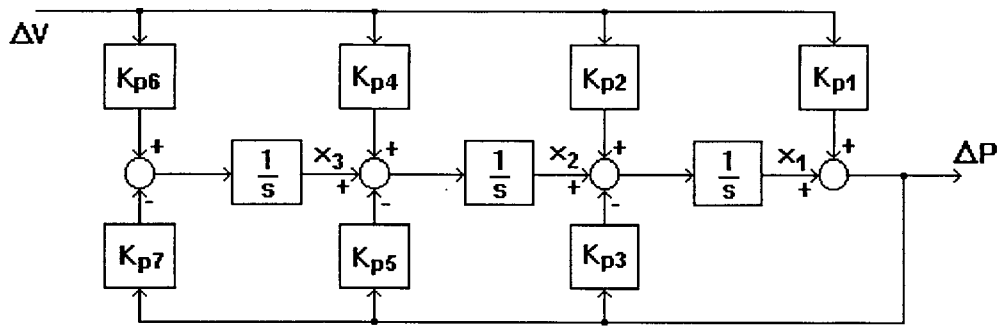 ΔV
Kp6
Kp4
Kp2
Kp1
+
+
+
+
1/s
x3
+
1/s
x2
+
1/s
x1
+
ΔP
-
-
-
Kp7
Kp5
Kp3